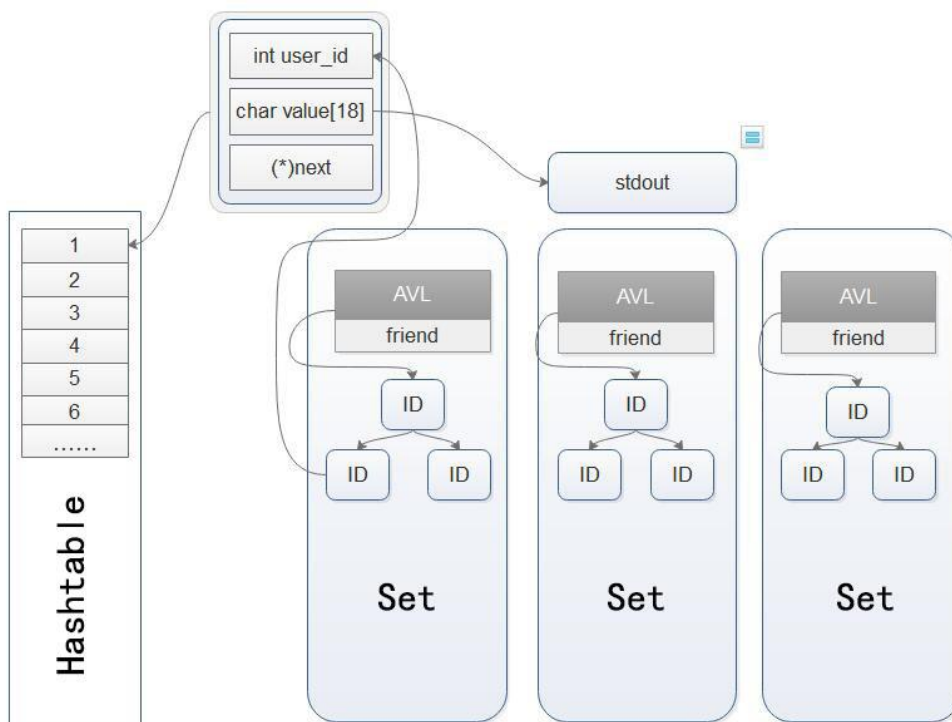 int user_id
char value[18]
(*)next
stdout
1
2
3
4
5
6
......
Hashtable
AVL
friend
ID
ID
ID
Set
AVL
friend
ID
ID
ID
Set
AVL
friend
ID
ID
ID
Set